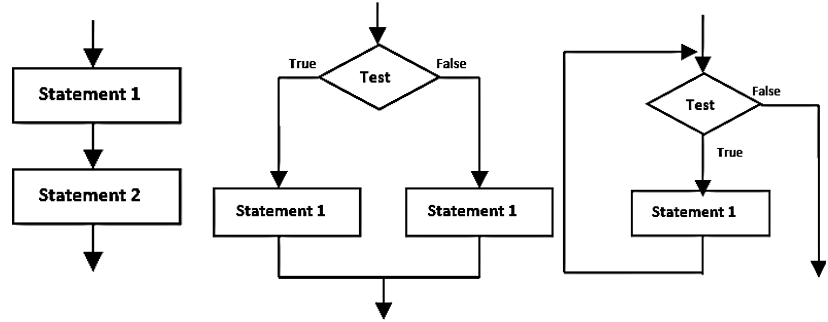 Statement 1
Statement 2
True
Test
False
Statement 1
Statement 1
Test
False
True
Statement 1